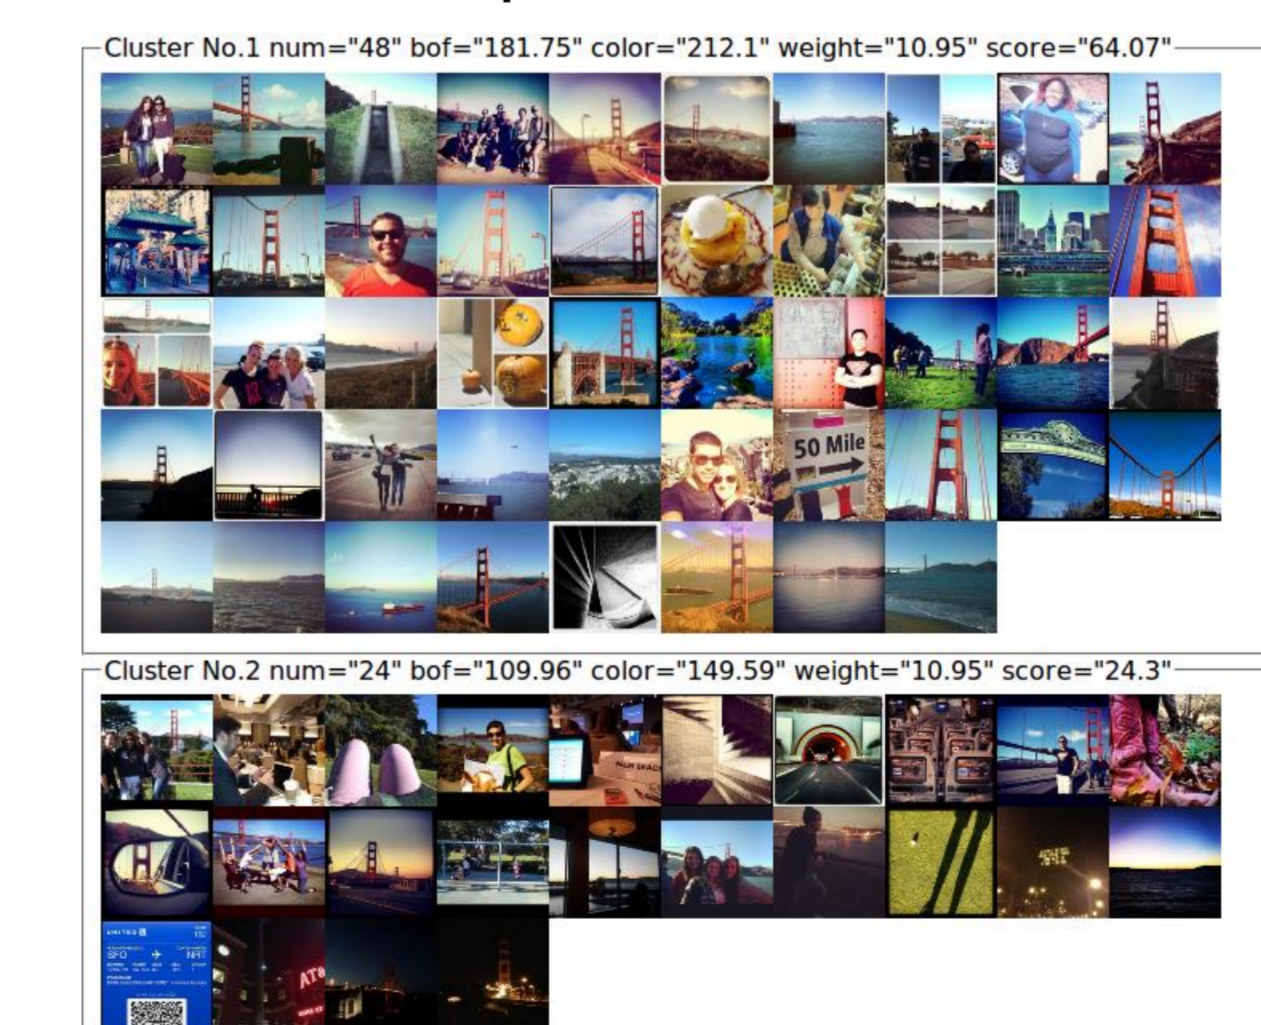 Cluster No.1 num="48" bof="181.75" color="212.1" weight="10.95" score="64.07"
50 Mile
Cluster No.2 num="24" bof="109.96" color="149.59" weight="10.95" score="24.3"
PALM BEACH
UNITED
SFO NRT
AT&